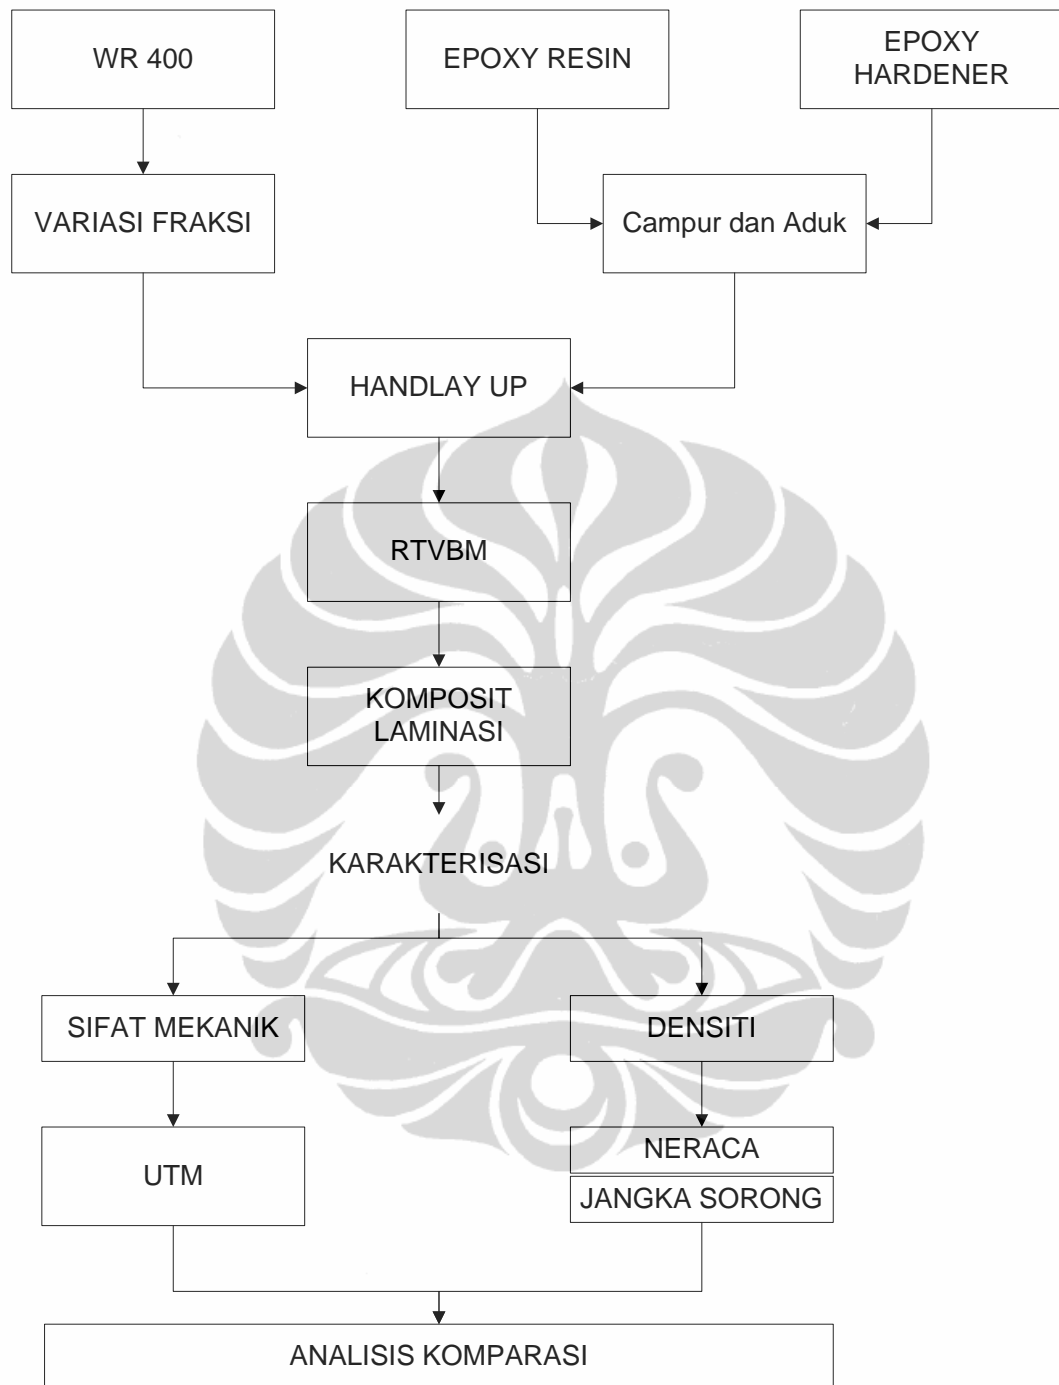 WR 400
EPOXY RESIN
EPOXY
HARDENER
VARIASI FRAKSI
Campur dan Aduk
HANDLAY UP
RTVBM
KOMPOSIT
LAMINASI
KARAKTERISASI
SIFAT MEKANIK
DENSITI
UTM
NERACA
JANGKA SORONG
ANALISIS KOMPARASI